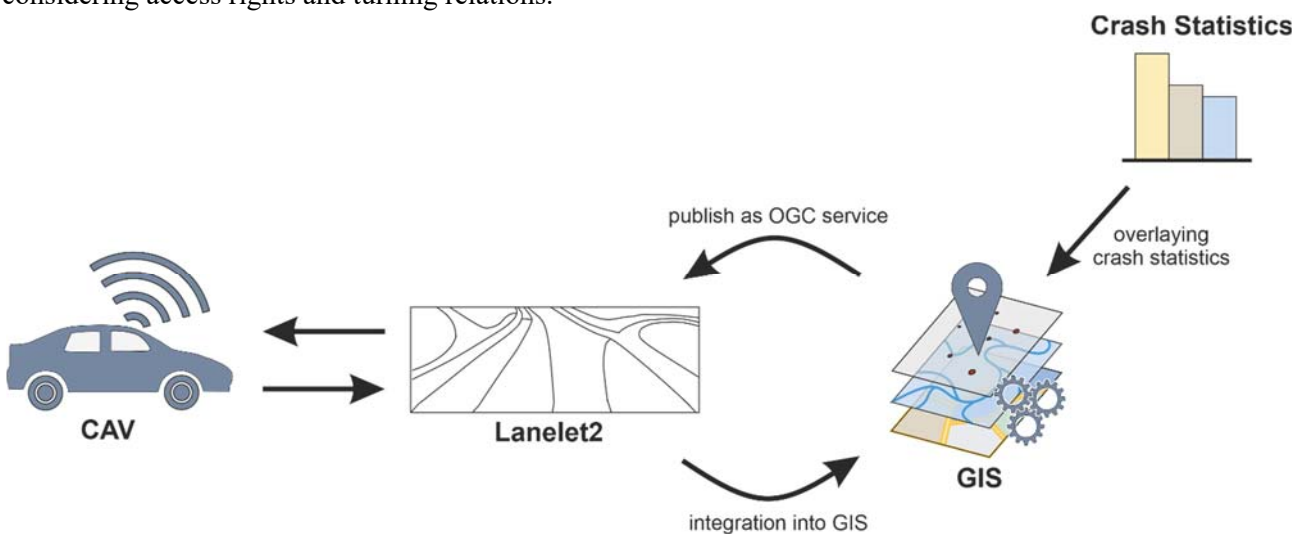 considering access rights and turning relations.
Crash Statistics
publish as OGC service
overlaying
crash statistics
CAV
Lanelet2
GIS
integration into GIS